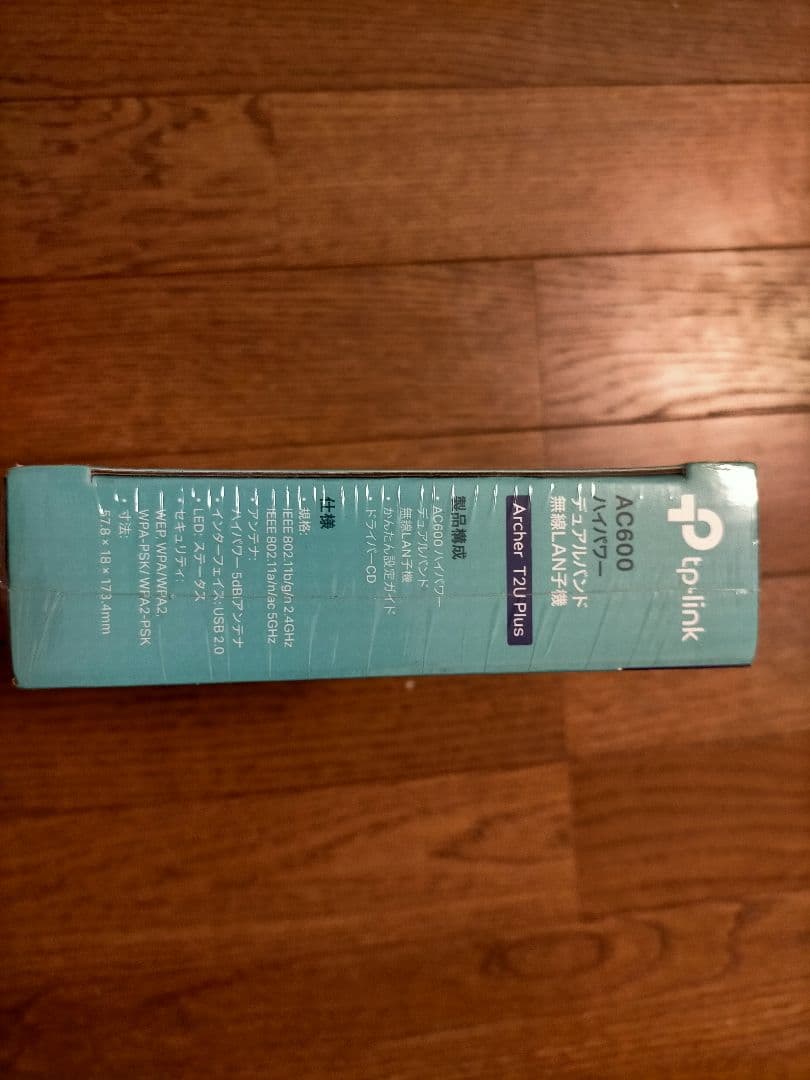 tp-link
AC600
ハイパワー
デュアルバンド
無線LAN子機
Archer T2U Plus
製品構成
• AC600 ハイパワー
デュアルバンド
無線LAN子機
• かんたん設定ガイド
• ドライバーCD
仕様
• 規格:
IEEE 802.11b/g/n 2.4GHz
IEEE 802.11a/n/ac 5GHz
• アンテナ:
ハイパワー 5dBiアンテナ
• インターフェイス: USB 2.0
• LED: ステータス
• セキュリティ:
WEP, WPA/WPA2,
WPA-PSK/WPA2-PSK
• 寸法:
57.8 × 18 × 173.4mm